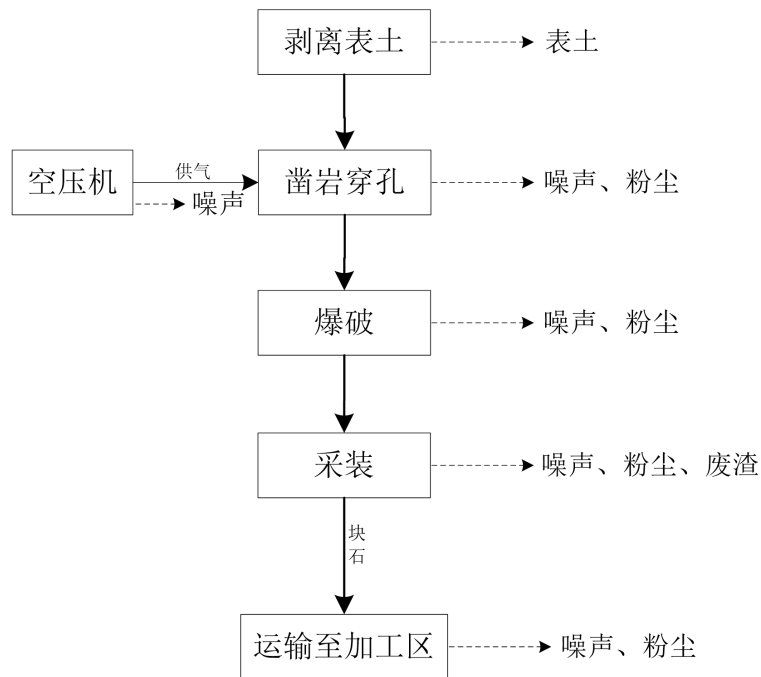 剥离表土
表土
空压机
供气
噪声
凿岩穿孔
噪声、粉尘
爆破
噪声、粉尘
采装
噪声、粉尘、废渣
块
石
运输至加工区
噪声、粉尘